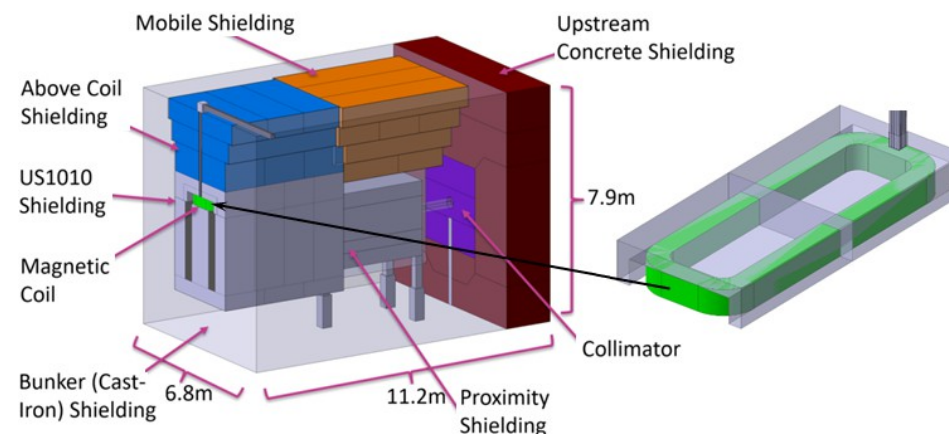 Mobile Shielding
Upstream
Concrete Shielding
Above Coil
Shielding
US1010
Shielding
7.9m
Magnetic
Coil
Collimator
Bunker (Cast-
Iron) Shielding
6.8m
11.2m
Proximity
Shielding